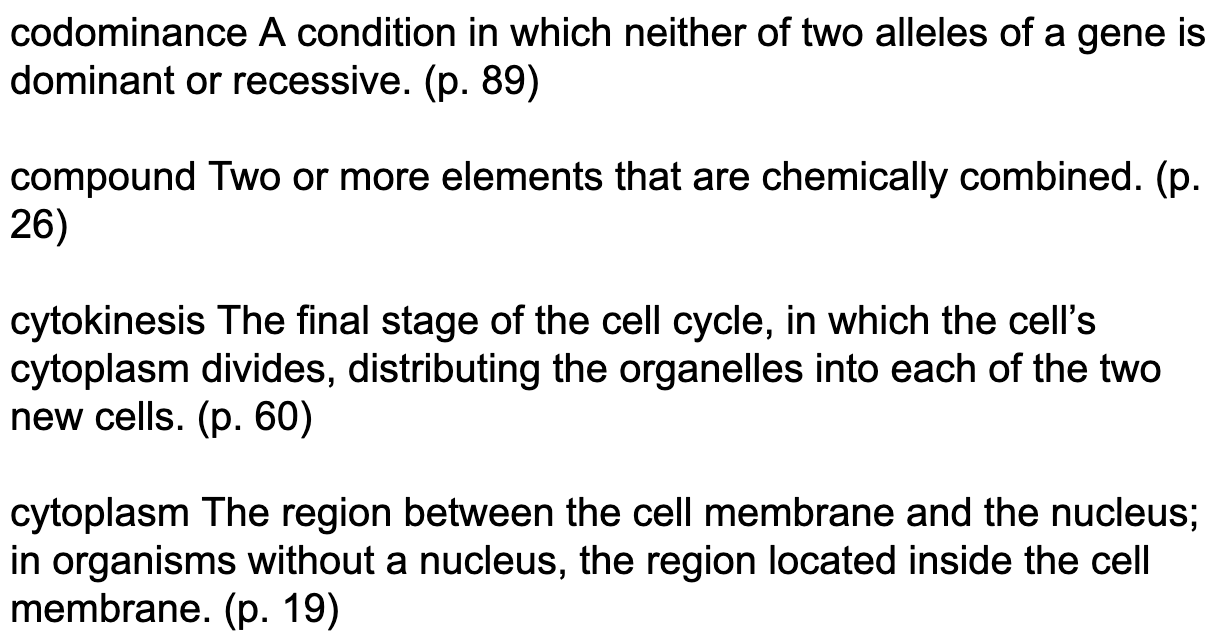 codominance A condition in which neither of two alleles of a gene is
dominant or recessive. (p. 89)
compound Two or more elements that are chemically combined. (p.
26)
cytokinesis The final stage of the cell cycle, in which the cell’s
cytoplasm divides, distributing the organelles into each of the two
new cells. (p. 60)
cytoplasm The region between the cell membrane and the nucleus;
in organisms without a nucleus, the region located inside the cell
membrane. (p. 19)